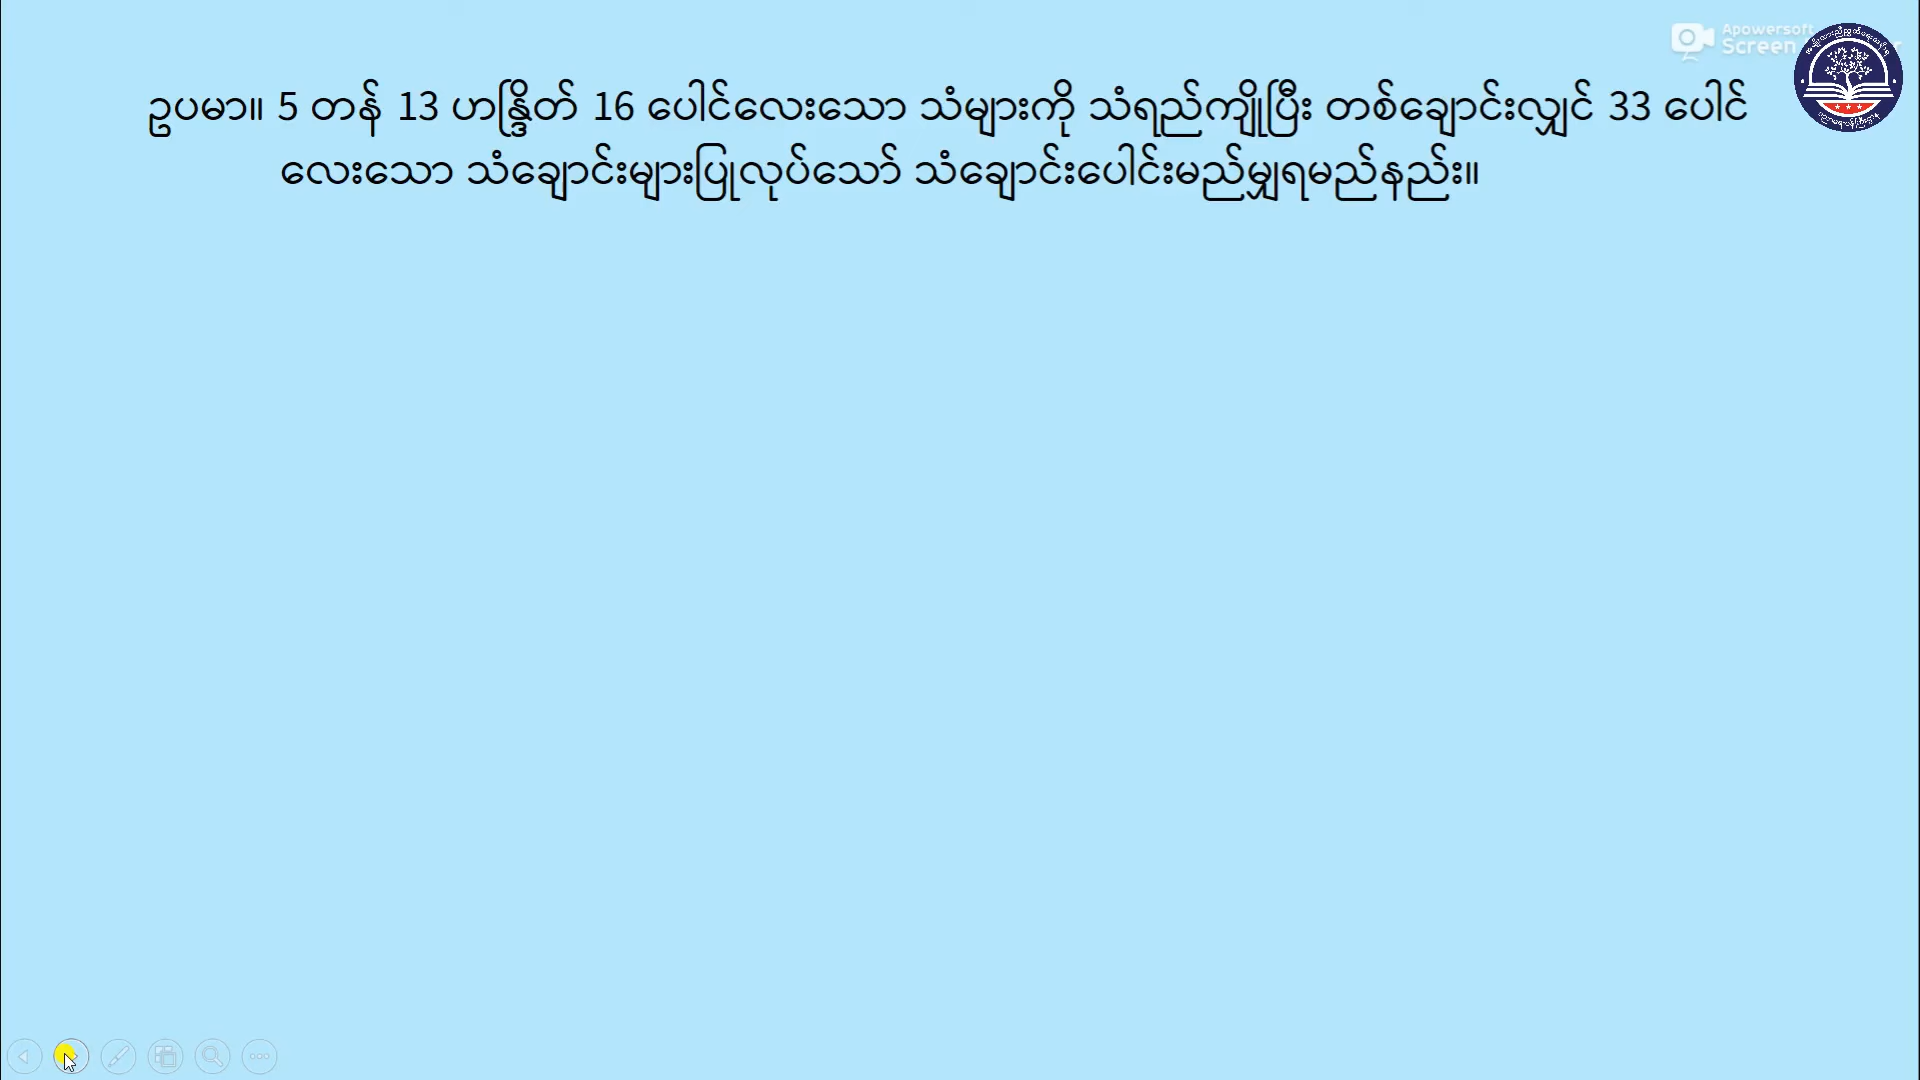 Apowersoft
Screen
ဥပမာ။ 5 တန် 13 ဟန္ဒြိတ် 16 ပေါင်လေးသော သံများကို သံရည်ကျိုပြီး တစ်ချောင်းလျှင် 33 ပေါင်
လေးသော သံချောင်းများပြုလုပ်သော် သံချောင်းပေါင်းမည်မျှရမည်နည်း။